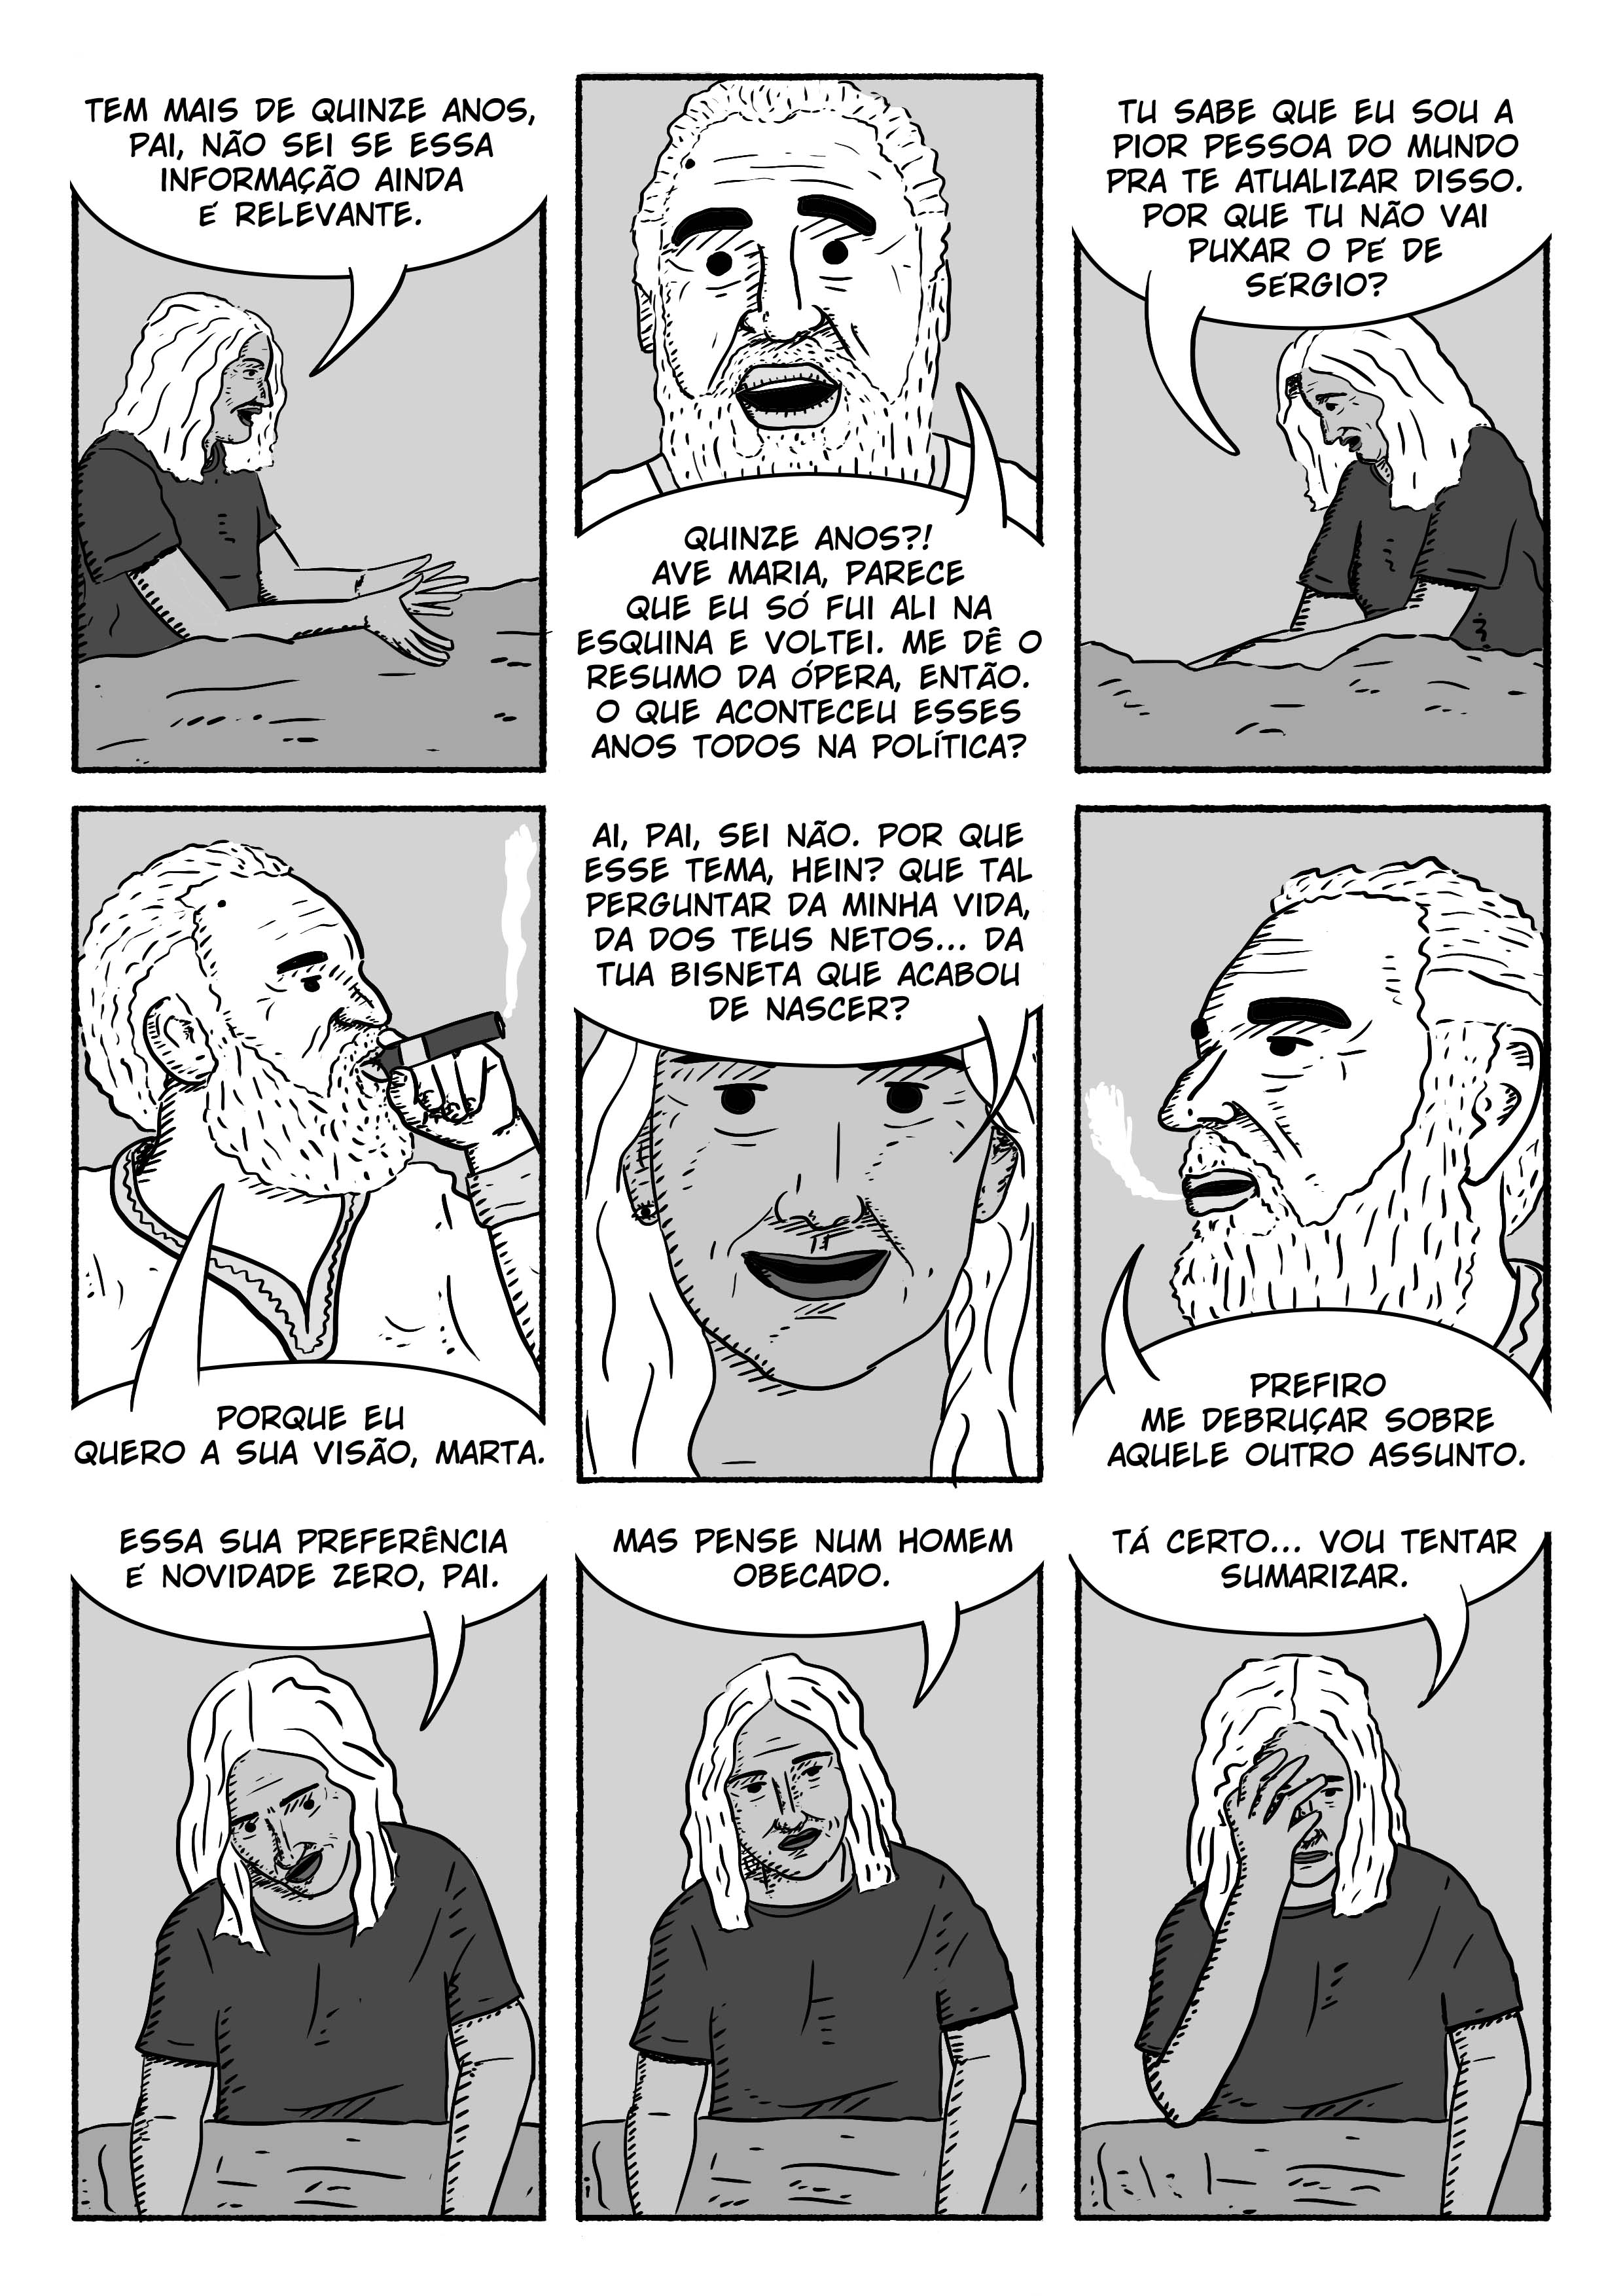 TEM MAIS DE QUINZE ANOS,
PAI, NÃO SEI SE ESSA
INFORMAÇÃO AINDA
É RELEVANTE.
QUINZE ANOS?!
AVE MARIA, PARECE
QUE EU SÓ FUI ALI NA
ESQUINA E VOLTEI. ME DÊ O
RESUMO DA ÓPERA, ENTÃO.
O QUE ACONTECEU ESSES
ANOS TODOS NA POLÍTICA?
TU SABE QUE EU SOU A
PIOR PESSOA DO MUNDO
PRA TE ATUALIZAR DISSO.
POR QUE TU NÃO VAI
PUXAR O PÉ DE
SÉRGIO?
PORQUE EU
QUERO A SUA VISÃO, MARTA.
AI, PAI, SEI NÃO. POR QUE
ESSE TEMA, HEIN? QUE TAL
PERGUNTAR DA MINHA VIDA,
DA DOS TEUS NETOS... DA
TUA BISNETA QUE ACABOU
DE NASCER?
PREFIRO
ME DEBRUÇAR SOBRE
AQUELE OUTRO ASSUNTO.
ESSA SUA PREFERÊNCIA
É NOVIDADE ZERO, PAI.
MAS PENSE NUM HOMEM
OBECADO.
TÁ CERTO... VOU TENTAR
SUMARIZAR.